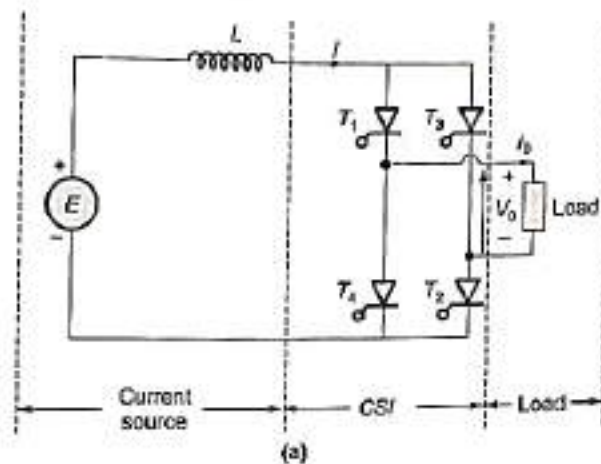 L
I
T₁
T₃
i₀
+
+
E
V₀
Load
−
−
T₄
T₂
Current
source
CSI
Load
(a)